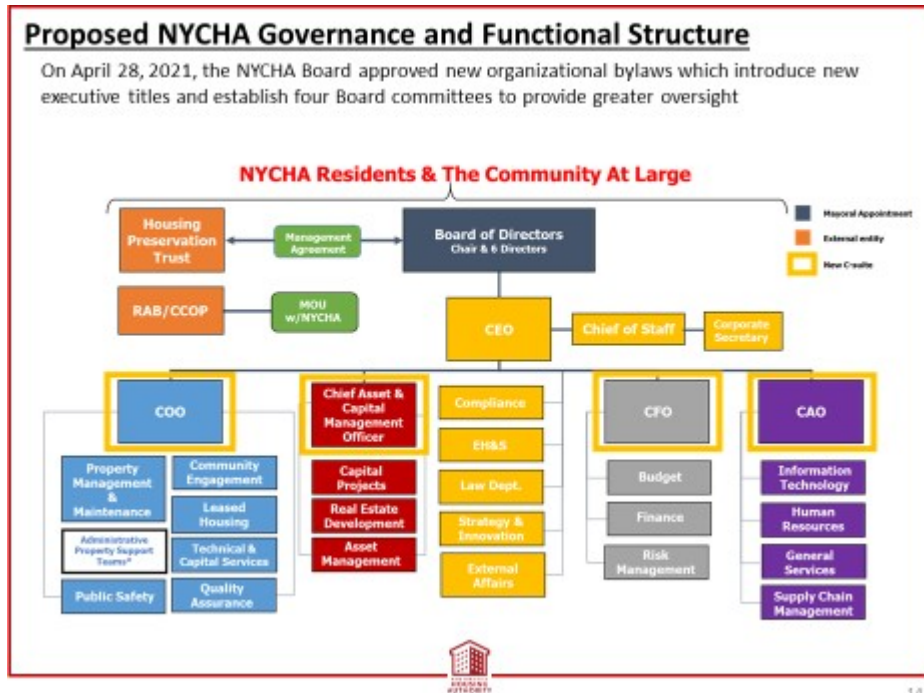 Proposed NYCHA Governance and Functional Structure
On April 28, 2021, the NYCHA Board approved new organizational bylaws which introduce new
executive titles and establish four Board committees to provide greater oversight
NYCHA Residents & The Community At Large
Housing
Preservation
Trust
Management
Agreement
Board of Directors
Chair & 6 Directors
Mayoral Appointment
External entity
New C-suite
RAB/CCOP
MOU
w/NYCHA
CEO
Chief of Staff
Corporate
Secretary
COO
Chief Asset &
Capital
Management
Officer
Compliance
CFO
CAO
Property
Management
&
Maintenance
Community
Engagement
Capital
Projects
EH&S
Budget
Information
Technology
Leased
Housing
Real Estate
Development
Law Dept.
Finance
Human
Resources
Administrative
Property Support
Teams*
Technical &
Capital Services
Asset
Management
Strategy &
Innovation
Risk
Management
General
Services
Public Safety
Quality
Assurance
External
Affairs
Supply Chain
Management
HOUSING
AUTHORITY